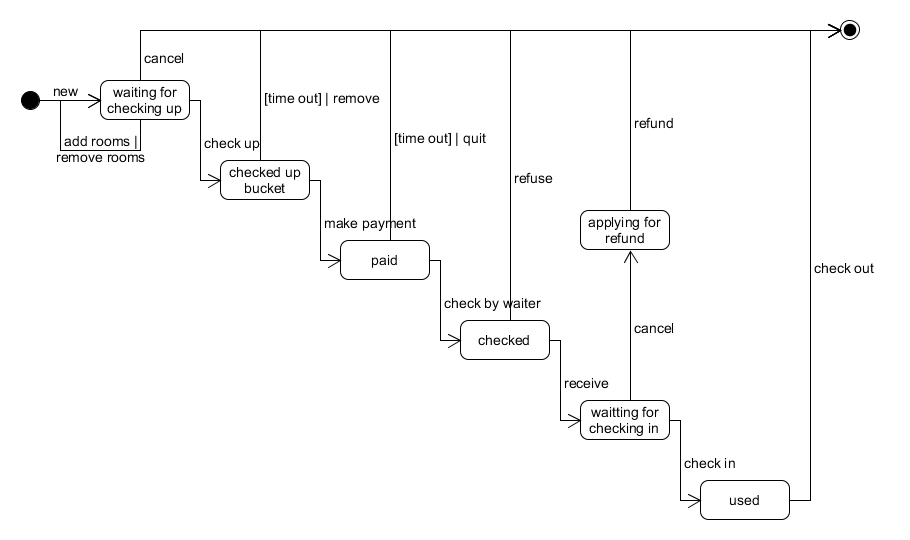 cancel
new
waiting for
checking up
[time out] | remove
add rooms |
remove rooms
check up
[time out] | quit
refund
checked up
bucket
refuse
make payment
applying for
refund
paid
check out
check by waiter
cancel
checked
receive
waitting for
checking in
check in
used